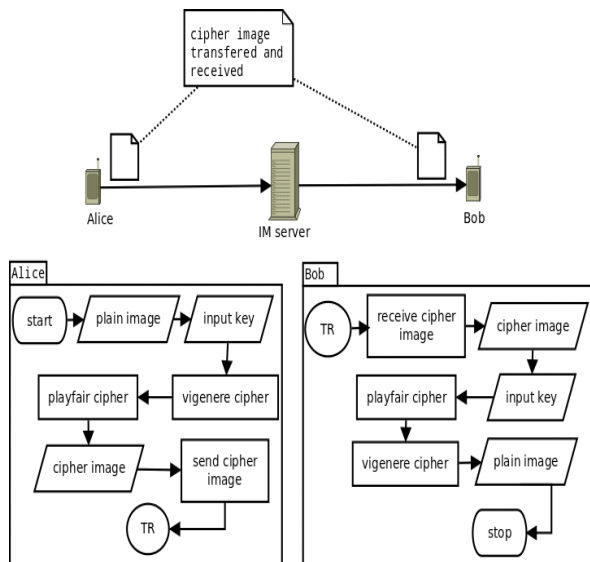 cipher image
transfered and
received
Alice
IM server
Bob
Alice
start
plain image
input key
playfair cipher
vigenere cipher
cipher image
send cipher
image
TR
Bob
TR
receive cipher
image
cipher image
playfair cipher
input key
vigenere cipher
plain image
stop